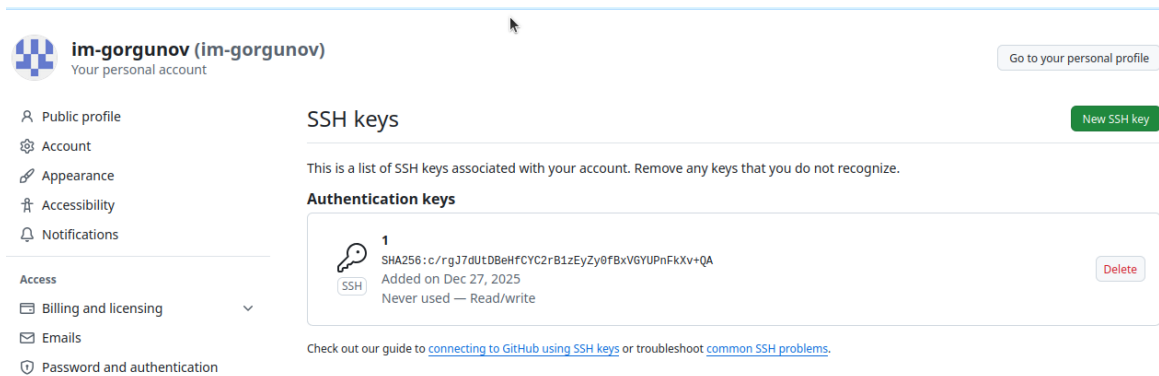 im-gorgunov (im-gorgunov)
Your personal account
Go to your personal profile
Public profile
Account
Appearance
Accessibility
Notifications
Access
Billing and licensing
Emails
Password and authentication
SSH keys
New SSH key
This is a list of SSH keys associated with your account. Remove any keys that you do not recognize.
Authentication keys
1
SHA256:c/rgJ7dUtDBeHfCYC2rB1zEyZy0fBxVGYUPnFkXv+QA
SSH
Added on Dec 27, 2025
Never used — Read/write
Delete
Check out our guide to connecting to GitHub using SSH keys or troubleshoot common SSH problems.